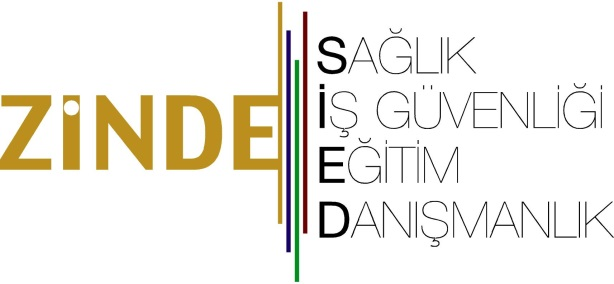 ZİNDE
SAĞLIK
İŞ GÜVENLİĞİ
EĞİTİM
DANIŞMANLIK